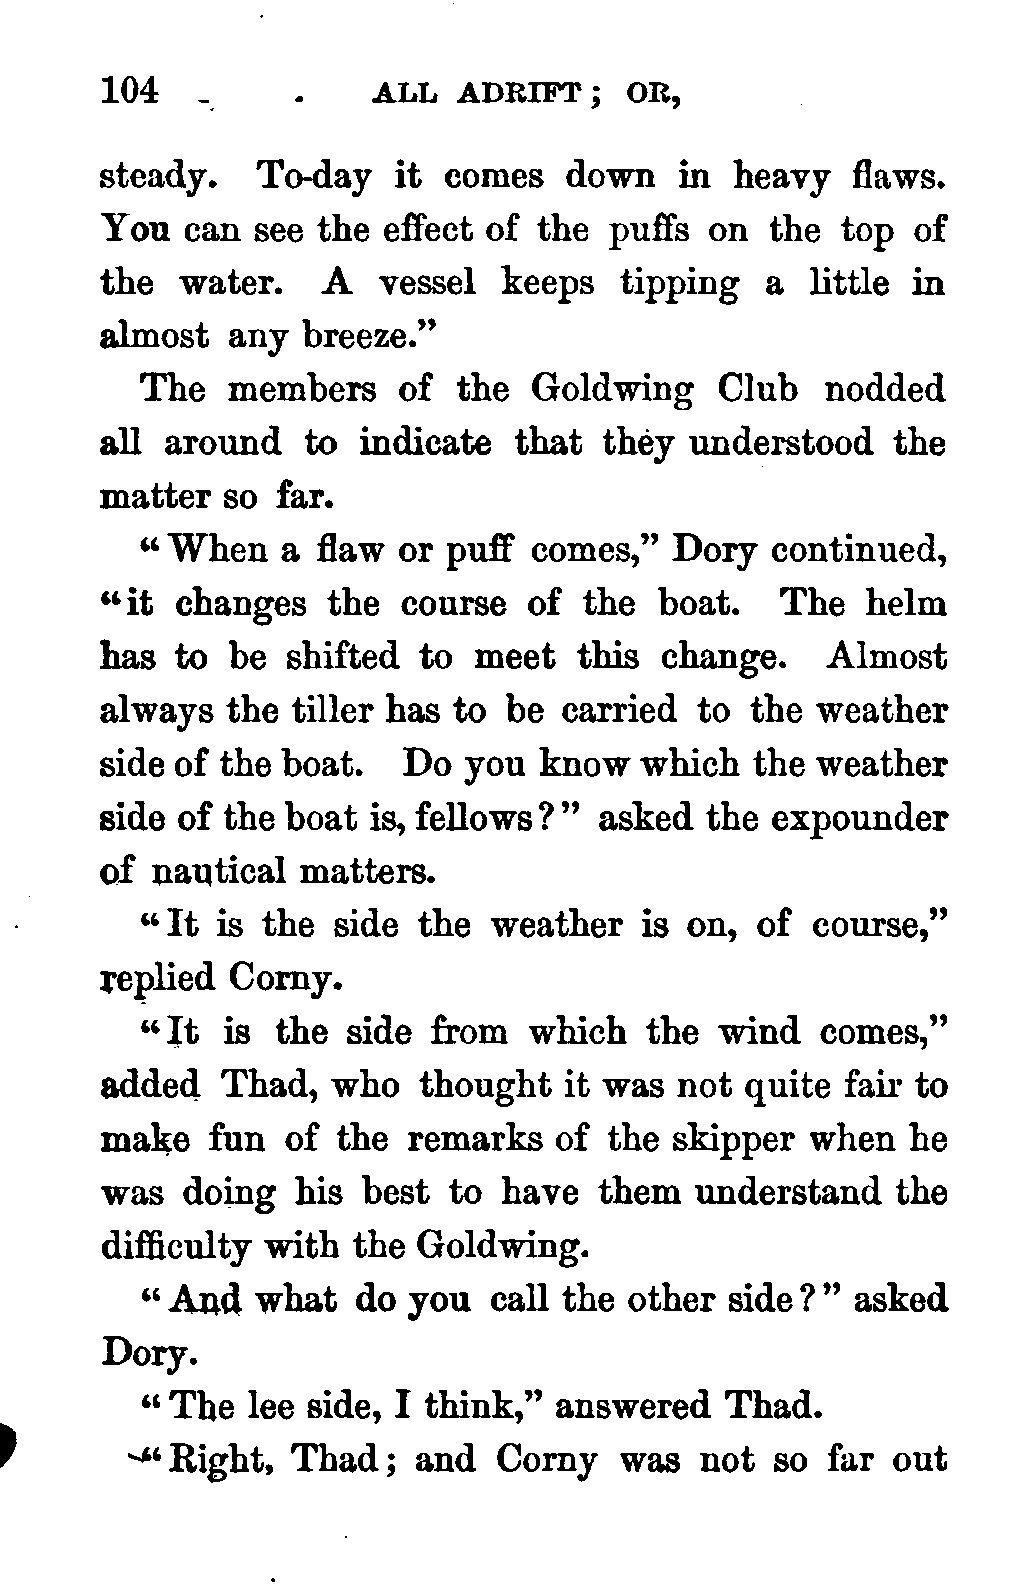 104 ALL ADRIFT; OR,
steady. To-day it comes down in heavy flaws.
You can see the effect of the puffs on the top of
the water. A vessel keeps tipping a little in
almost any breeze."
The members of the Goldwing Club nodded
all around to indicate that they understood the
matter so far.
"When a flaw or puff comes," Dory continued,
"it changes the course of the boat. The helm
has to be shifted to meet this change. Almost
always the tiller has to be carried to the weather
side of the boat. Do you know which the weather
side of the boat is, fellows?" asked the expounder
of nautical matters.
"It is the side the weather is on, of course,"
replied Corny.
"It is the side from which the wind comes,"
added Thad, who thought it was not quite fair to
make fun of the remarks of the skipper when he
was doing his best to have them understand the
difficulty with the Goldwing.
"And what do you call the other side?" asked
Dory.
"The lee side, I think," answered Thad.
"Right, Thad; and Corny was not so far out